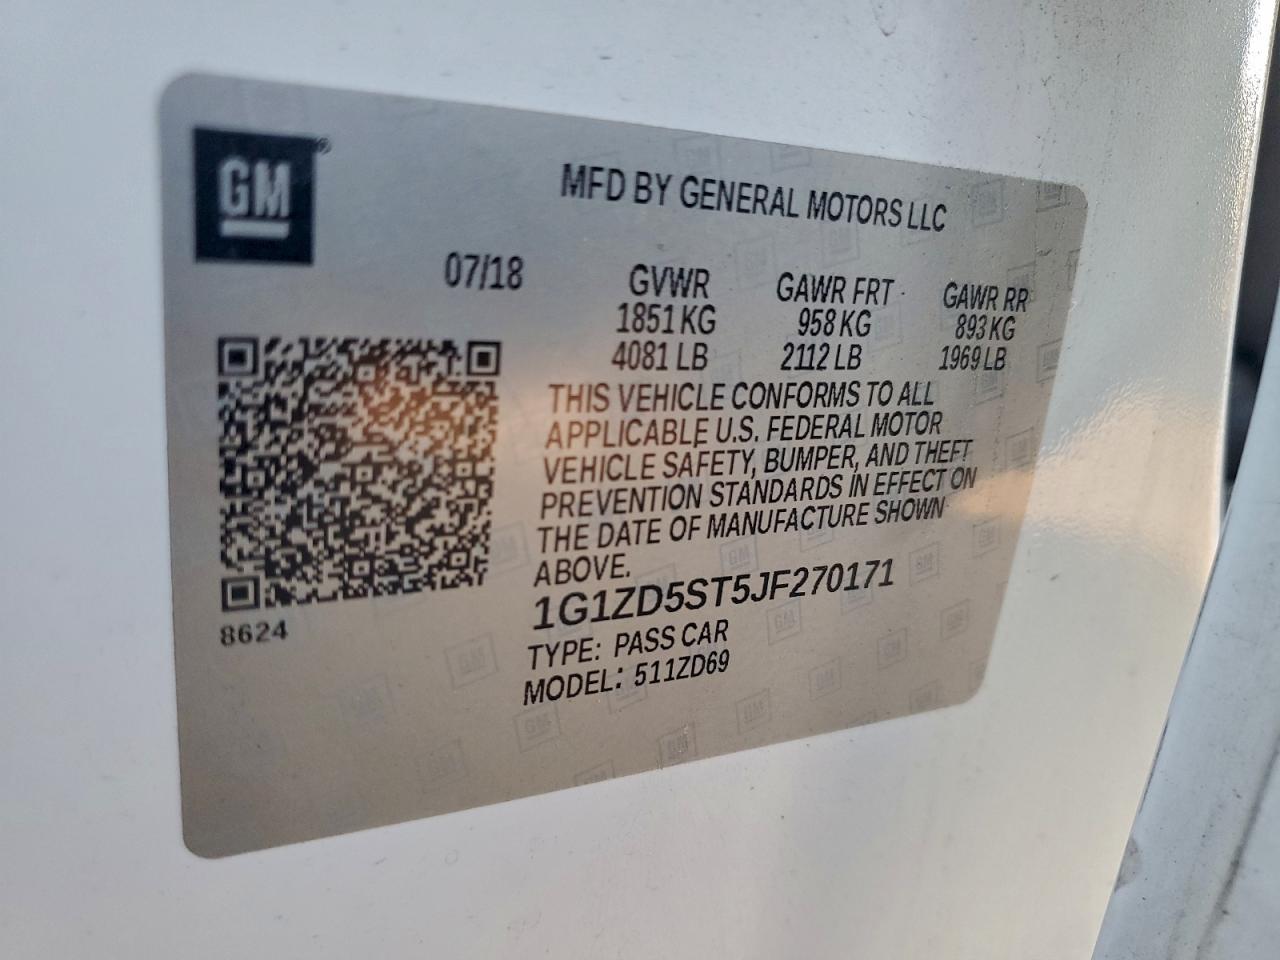 GM®
MFD BY GENERAL MOTORS LLC
07/18 GVWR GAWR FRT GAWR RR
1851 KG 958 KG 893 KG
4081 LB 2112 LB 1969 LB
THIS VEHICLE CONFORMS TO ALL
APPLICABLE U.S. FEDERAL MOTOR
VEHICLE SAFETY, BUMPER, AND THEFT
PREVENTION STANDARDS IN EFFECT ON
THE DATE OF MANUFACTURE SHOWN
ABOVE.
1G1ZD5ST5JF270171
8624
TYPE: PASS CAR
MODEL: 511ZD69